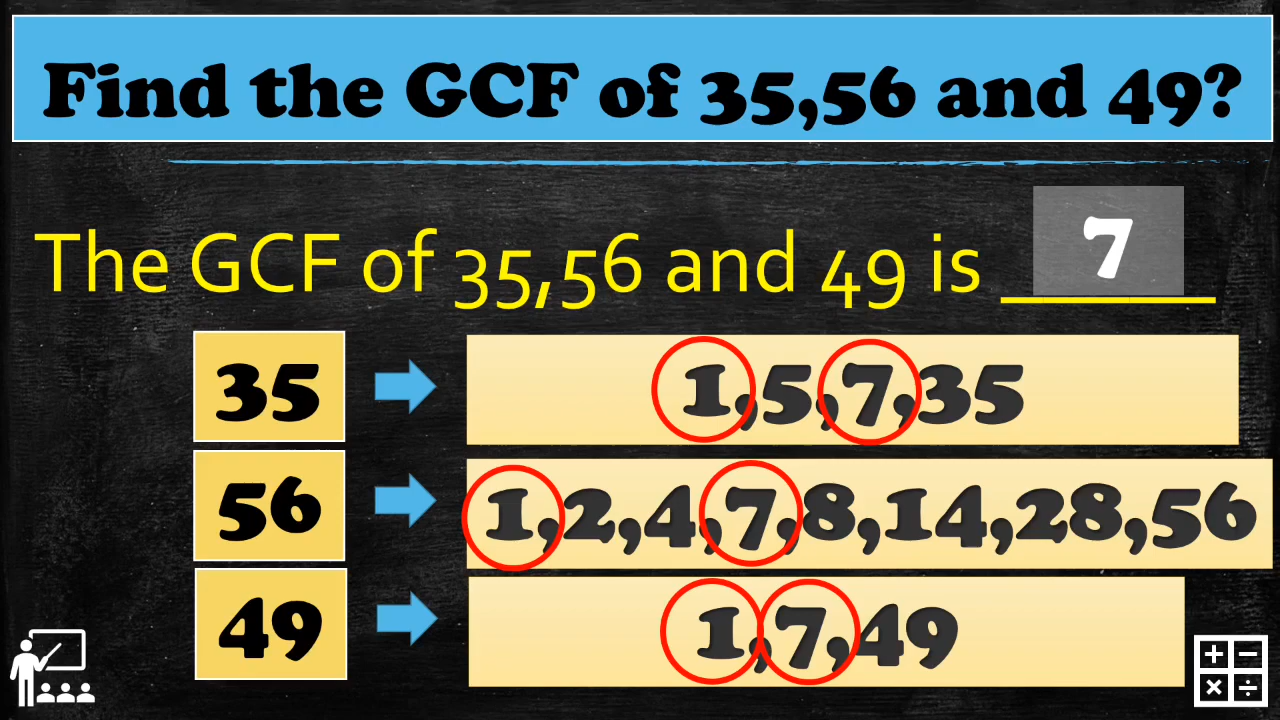 Find the GCF of 35,56 and 49?
The GCF of 35,56 and 49 is 7
35 1,5,7,35
56 1,2,4,7,8,14,28,56
49 1,7,49
+ −
× ÷